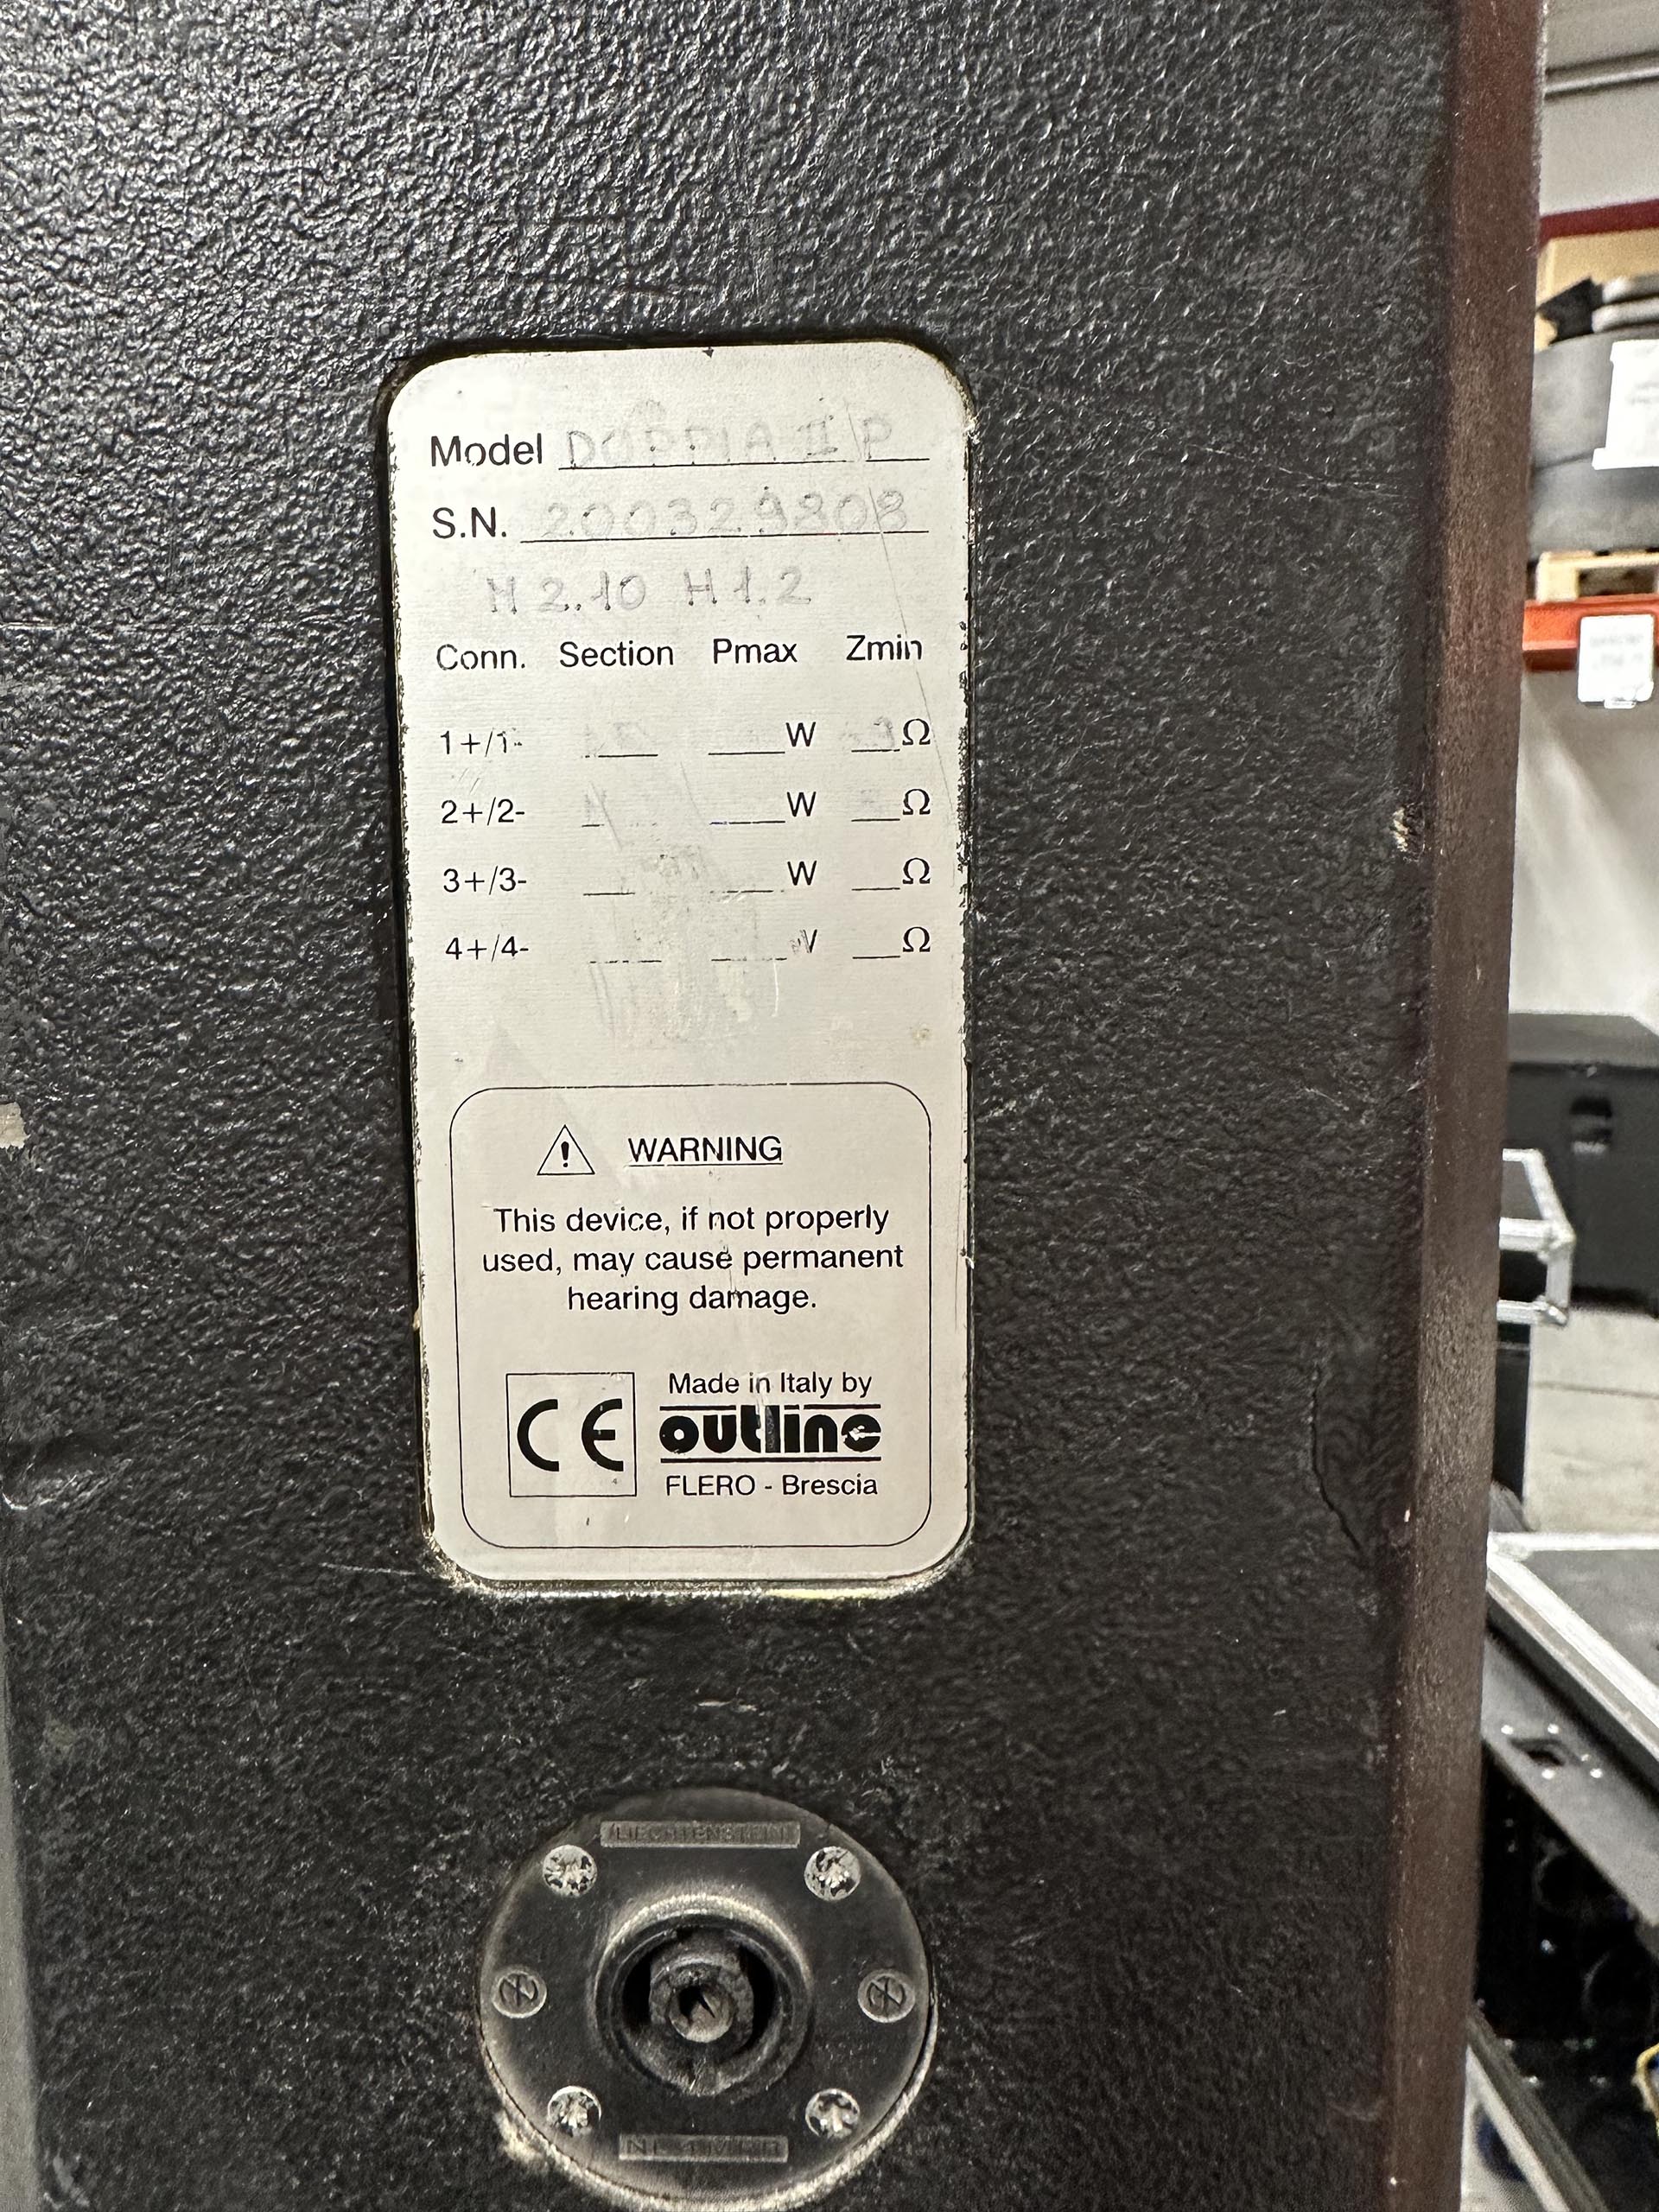 Model DOPPIA II P
S.N. 200329808
M 2.10 H 1.2
Conn. Section Pmax Zmin
1+/1- W Ω
2+/2- W Ω
3+/3- W Ω
4+/4- W Ω
WARNING
This device, if not properly
used, may cause permanent
hearing damage.
CE
Made in Italy by
outline
FLERO - Brescia
LIECHTENSTEIN